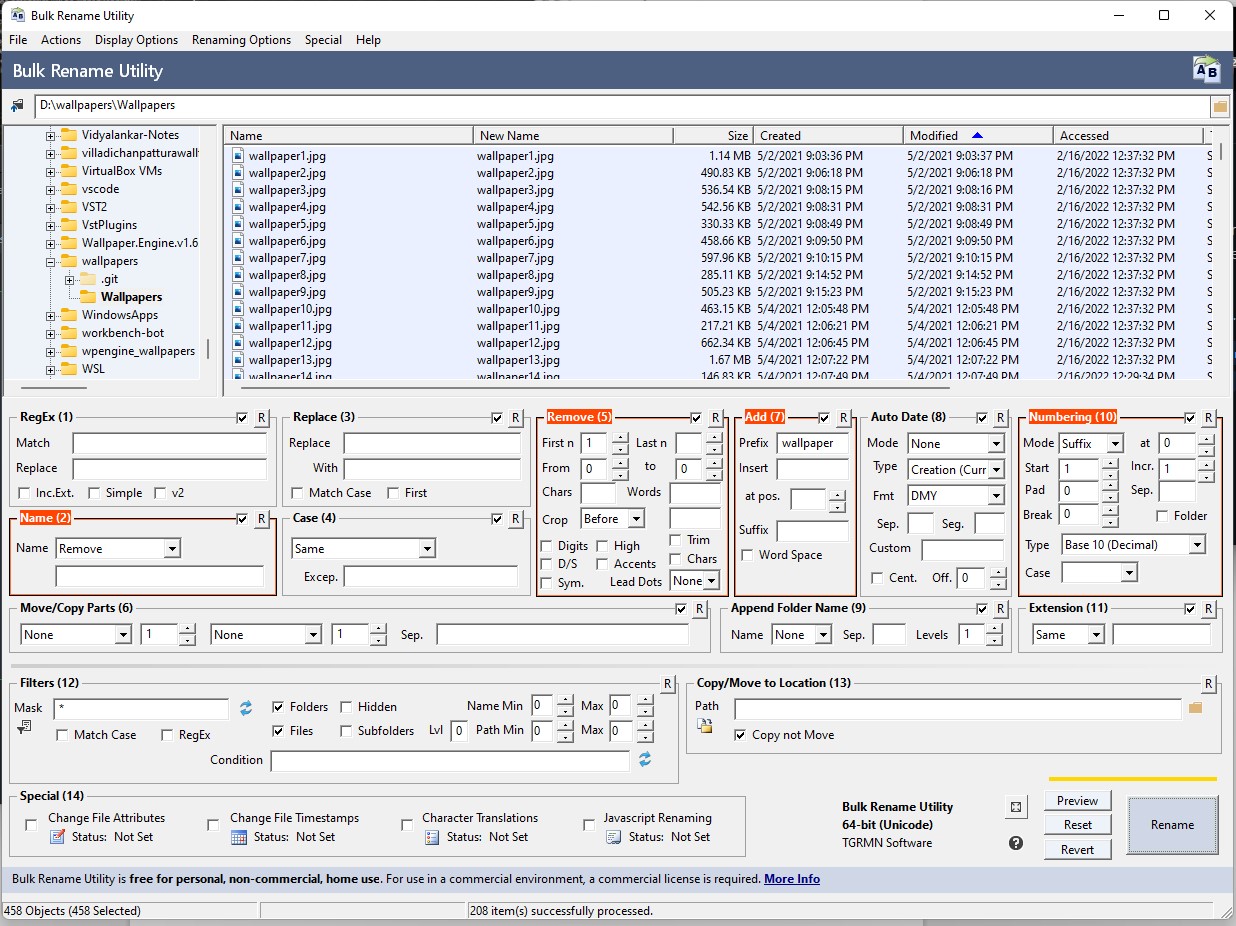 Bulk Rename Utility
File Actions Display Options Renaming Options Special Help
Bulk Rename Utility
D:\wallpapers\Wallpapers
Vidyalankar-Notes
villadichanpatturawall
VirtualBox VMs
vscode
VST2
VstPlugins
Wallpaper.Engine.v1.6
wallpapers
.git
Wallpapers
WindowsApps
workbench-bot
wpengine_wallpapers
WSL
Name New Name Size Created Modified Accessed
wallpaper1.jpg wallpaper1.jpg 1.14 MB 5/2/2021 9:03:36 PM 5/2/2021 9:03:37 PM 2/16/2022 12:37:32 PM S
wallpaper2.jpg wallpaper2.jpg 490.83 KB 5/2/2021 9:06:18 PM 5/2/2021 9:06:18 PM 2/16/2022 12:37:32 PM S
wallpaper3.jpg wallpaper3.jpg 536.54 KB 5/2/2021 9:08:15 PM 5/2/2021 9:08:16 PM 2/16/2022 12:37:32 PM S
wallpaper4.jpg wallpaper4.jpg 542.56 KB 5/2/2021 9:08:31 PM 5/2/2021 9:08:31 PM 2/16/2022 12:37:32 PM S
wallpaper5.jpg wallpaper5.jpg 330.33 KB 5/2/2021 9:08:49 PM 5/2/2021 9:08:49 PM 2/16/2022 12:37:32 PM S
wallpaper6.jpg wallpaper6.jpg 458.66 KB 5/2/2021 9:09:50 PM 5/2/2021 9:09:50 PM 2/16/2022 12:37:32 PM S
wallpaper7.jpg wallpaper7.jpg 597.96 KB 5/2/2021 9:10:15 PM 5/2/2021 9:10:15 PM 2/16/2022 12:37:32 PM S
wallpaper8.jpg wallpaper8.jpg 285.11 KB 5/2/2021 9:14:52 PM 5/2/2021 9:14:52 PM 2/16/2022 12:37:32 PM S
wallpaper9.jpg wallpaper9.jpg 505.23 KB 5/2/2021 9:15:23 PM 5/2/2021 9:15:23 PM 2/16/2022 12:37:32 PM S
wallpaper10.jpg wallpaper10.jpg 463.15 KB 5/4/2021 12:05:48 PM 5/4/2021 12:05:48 PM 2/16/2022 12:37:32 PM S
wallpaper11.jpg wallpaper11.jpg 217.21 KB 5/4/2021 12:06:21 PM 5/4/2021 12:06:21 PM 2/16/2022 12:37:32 PM S
wallpaper12.jpg wallpaper12.jpg 662.34 KB 5/4/2021 12:06:45 PM 5/4/2021 12:06:45 PM 2/16/2022 12:37:32 PM S
wallpaper13.jpg wallpaper13.jpg 1.67 MB 5/4/2021 12:07:22 PM 5/4/2021 12:07:22 PM 2/16/2022 12:37:32 PM S
wallpaper14.jpg wallpaper14.jpg 146.83 KB 5/4/2021 12:07:49 PM 5/4/2021 12:07:49 PM 2/16/2022 12:29:34 PM S
RegEx (1) R
Match
Replace
Inc.Ext. Simple v2
Name (2) R
Name Remove
Replace (3) R
Replace
With
Match Case First
Case (4) R
Same
Excep.
Remove (5) R
First n 1 Last n
From 0 to 0
Chars Words
Crop Before
Digits High Trim
D/S Accents Chars
Sym. Lead Dots None
Add (7) R
Prefix wallpaper
Insert
at pos.
Suffix
Word Space
Auto Date (8) R
Mode None
Type Creation (Curr
Fmt DMY
Sep. Seg.
Custom
Cent. Off. 0
Numbering (10) R
Mode Suffix at 0
Start 1 Incr. 1
Pad 0 Sep.
Break 0 Folder
Type Base 10 (Decimal)
Case
Move/Copy Parts (6) R
None 1 None 1 Sep.
Append Folder Name (9) R
Name None Sep. Levels 1
Extension (11) R
Same
Filters (12) R
Mask * Folders Hidden Name Min 0 Max 0
Match Case RegEx Files Subfolders Lvl 0 Path Min 0 Max 0
Condition
Copy/Move to Location (13) R
Path
Copy not Move
Special (14)
Change File Attributes Change File Timestamps Character Translations Javascript Renaming
Status: Not Set Status: Not Set Status: Not Set Status: Not Set
Bulk Rename Utility
64-bit (Unicode)
TGRMN Software
Preview
Reset
Revert
Rename
Bulk Rename Utility is free for personal, non-commercial, home use. For use in a commercial environment, a commercial license is required. More Info
458 Objects (458 Selected) 208 item(s) successfully processed.